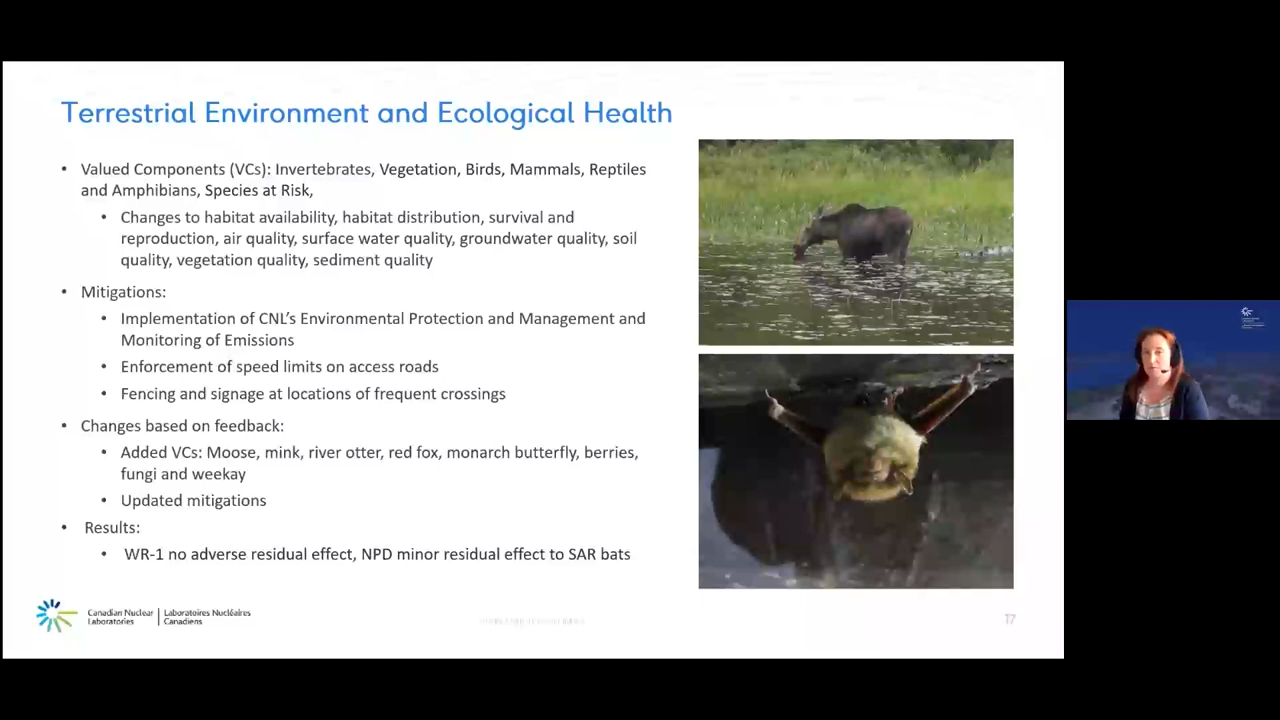 Terrestrial Environment and Ecological Health
• Valued Components (VCs): Invertebrates, Vegetation, Birds, Mammals, Reptiles
and Amphibians, Species at Risk,
• Changes to habitat availability, habitat distribution, survival and
reproduction, air quality, surface water quality, groundwater quality, soil
quality, vegetation quality, sediment quality
• Mitigations:
• Implementation of CNL's Environmental Protection and Management and
Monitoring of Emissions
• Enforcement of speed limits on access roads
• Fencing and signage at locations of frequent crossings
• Changes based on feedback:
• Added VCs: Moose, mink, river otter, red fox, monarch butterfly, berries,
fungi and weekay
• Updated mitigations
• Results:
• WR-1 no adverse residual effect, NPD minor residual effect to SAR bats
Canadian Nuclear | Laboratoires Nucléaires
Laboratories | Canadiens
17